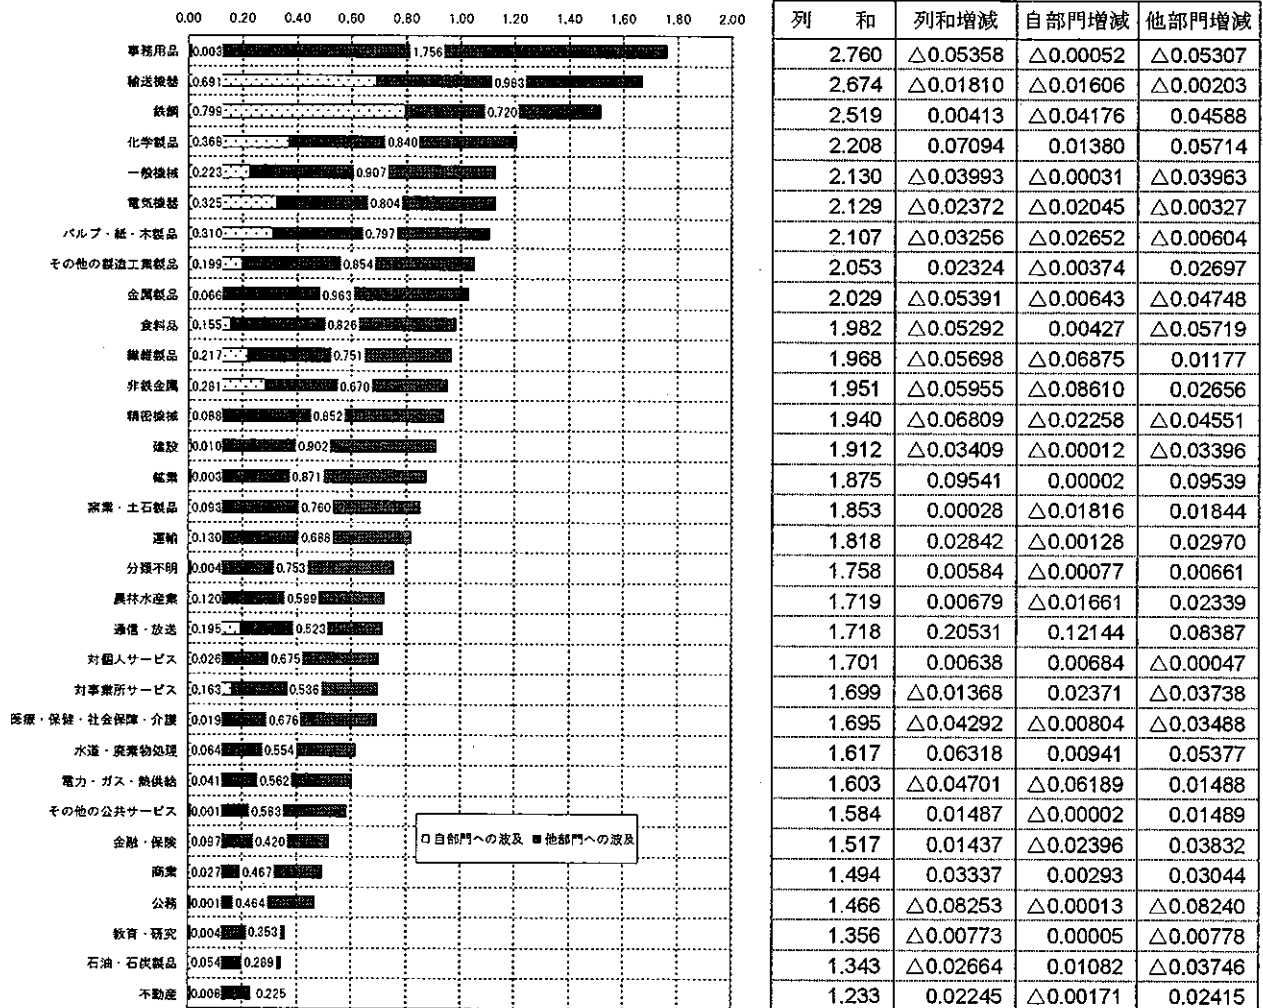 0.00 0.20 0.40 0.60 0.80 1.00 1.20 1.40 1.60 1.80 2.00
列 和 列和増減 自部門増減 他部門増減
事務用品 0.003 1.756 2.760 △0.05358 △0.00052 △0.05307
輸送機器 0.691 0.983 2.674 △0.01810 △0.01606 △0.00203
鉄鋼 0.799 0.720 2.519 0.00413 △0.04176 0.04588
化学製品 0.368 0.840 2.208 0.07094 0.01380 0.05714
一般機械 0.223 0.907 2.130 △0.03993 △0.00031 △0.03963
電気機器 0.325 0.804 2.129 △0.02372 △0.02045 △0.00327
パルプ・紙・木製品 0.310 0.797 2.107 △0.03256 △0.02652 △0.00604
その他の製造工業製品 0.199 0.854 2.053 0.02324 △0.00374 0.02697
金属製品 0.066 0.963 2.029 △0.05391 △0.00643 △0.04748
食料品 0.155 0.826 1.982 △0.05292 0.00427 △0.05719
繊維製品 0.217 0.751 1.968 △0.05698 △0.06875 0.01177
非鉄金属 0.281 0.670 1.951 △0.05955 △0.08610 0.02656
精密機械 0.088 0.852 1.940 △0.06809 △0.02258 △0.04551
建設 0.010 0.902 1.912 △0.03409 △0.00012 △0.03396
鉱業 0.003 0.871 1.875 0.09541 0.00002 0.09539
窯業・土石製品 0.093 0.760 1.853 0.00028 △0.01816 0.01844
運輸 0.130 0.688 1.818 0.02842 △0.00128 0.02970
分類不明 0.004 0.753 1.758 0.00584 △0.00077 0.00661
農林水産業 0.120 0.599 1.719 0.00679 △0.01661 0.02339
通信・放送 0.195 0.523 1.718 0.20531 0.12144 0.08387
対個人サービス 0.026 0.675 1.701 0.00638 0.00684 △0.00047
対事業所サービス 0.163 0.536 1.699 △0.01368 0.02371 △0.03738
医療・保健・社会保障・介護 0.019 0.676 1.695 △0.04292 △0.00804 △0.03488
水道・廃棄物処理 0.064 0.554 1.617 0.06318 0.00941 0.05377
電力・ガス・熱供給 0.041 0.562 1.603 △0.04701 △0.06189 0.01488
その他の公共サービス 0.001 0.583 1.584 0.01487 △0.00002 0.01489
金融・保険 0.097 0.420 1.517 0.01437 △0.02396 0.03832
自部門への波及 他部門への波及
商業 0.027 0.467 1.494 0.03337 0.00293 0.03044
公務 0.001 0.464 1.466 △0.08253 △0.00013 △0.08240
教育・研究 0.004 0.353 1.356 △0.00773 0.00005 △0.00778
石油・石炭製品 0.054 0.289 1.343 △0.02664 0.01082 △0.03746
不動産 0.008 0.225 1.233 0.02245 △0.00171 0.02415